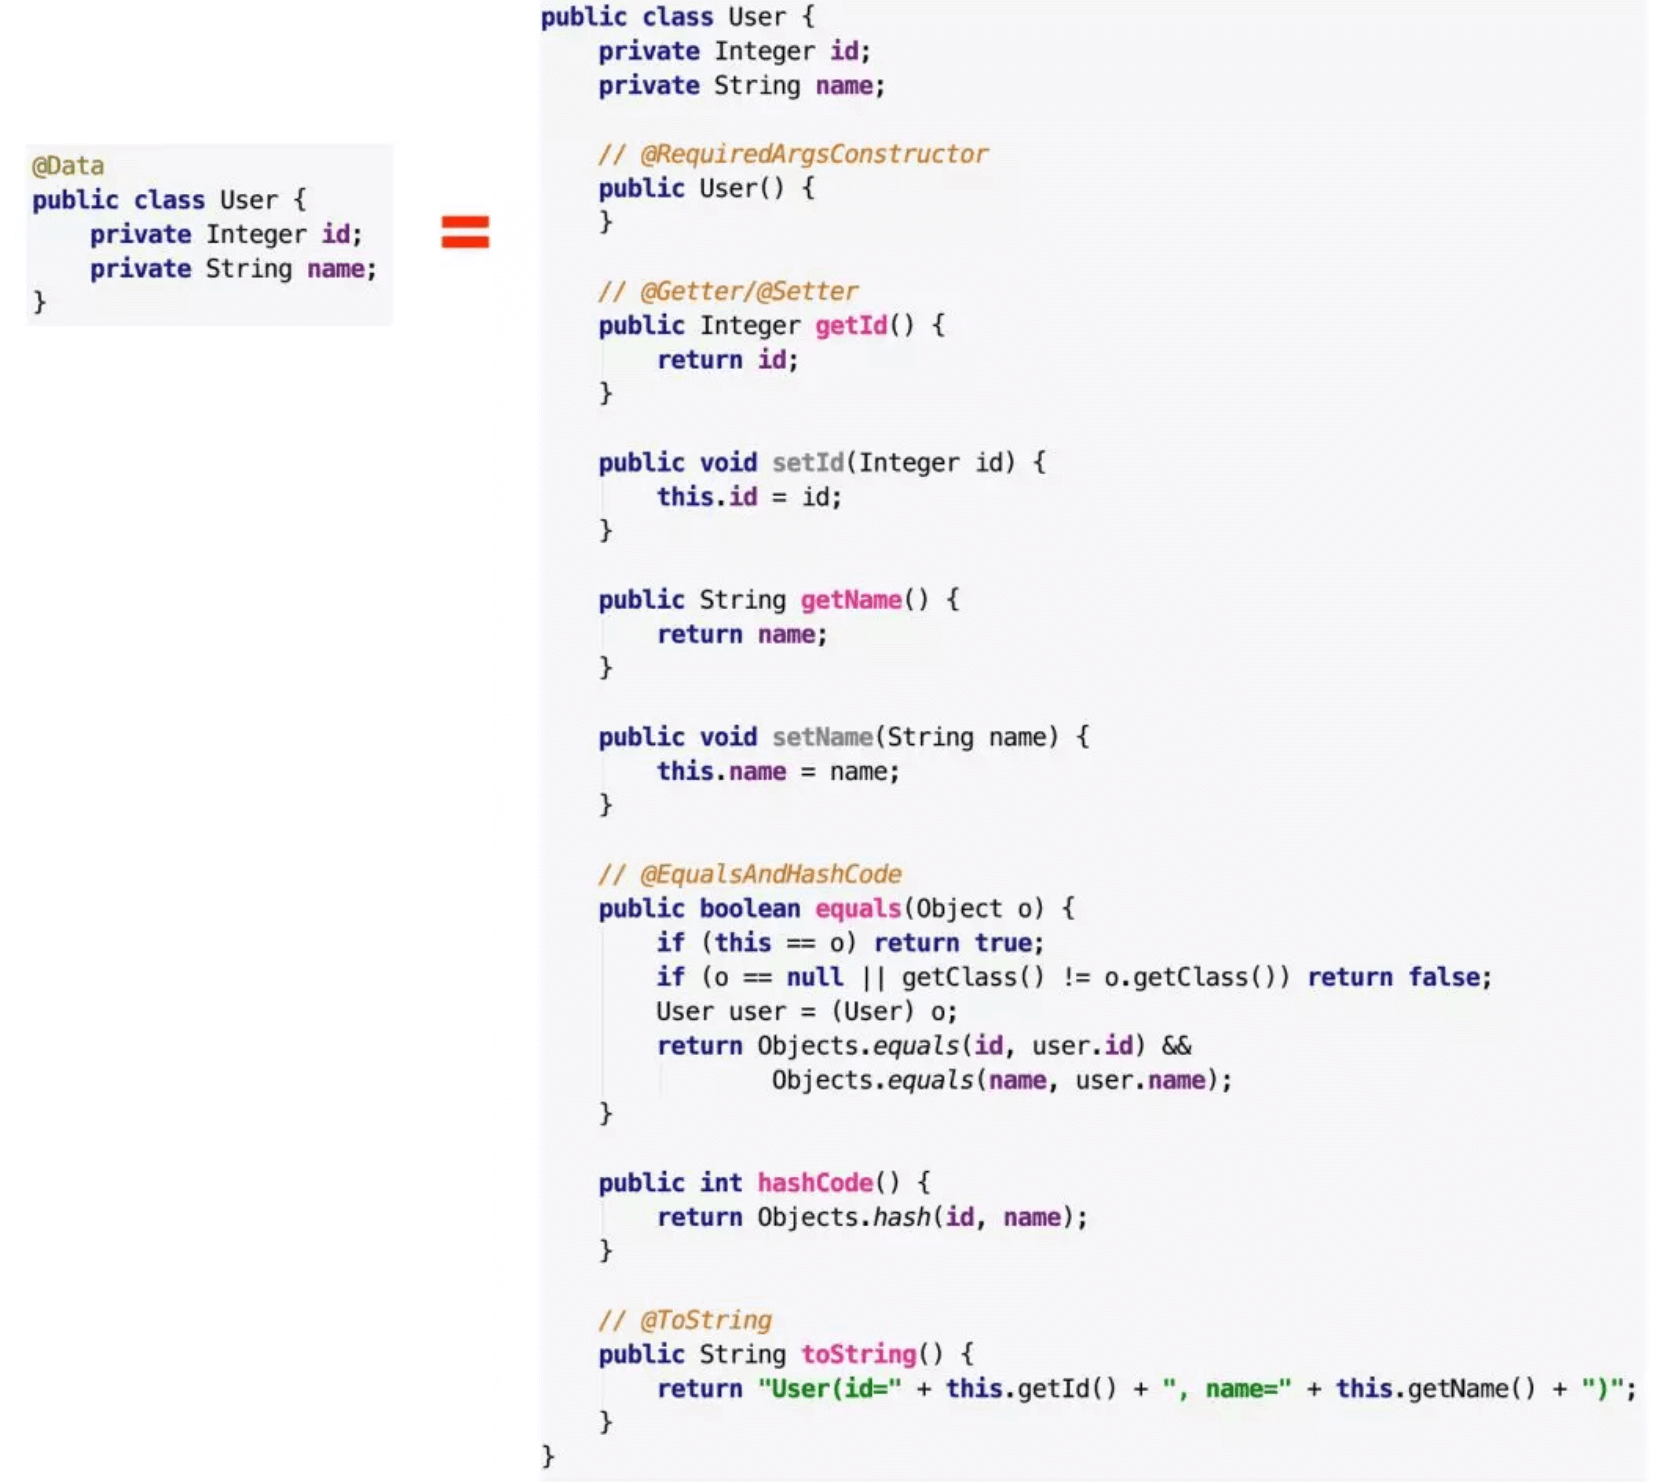 @Data
public class User {
    private Integer id;
    private String name;
}
=
public class User {
    private Integer id;
    private String name;

    // @RequiredArgsConstructor
    public User() {
    }

    // @Getter/@Setter
    public Integer getId() {
        return id;
    }

    public void setId(Integer id) {
        this.id = id;
    }

    public String getName() {
        return name;
    }

    public void setName(String name) {
        this.name = name;
    }

    // @EqualsAndHashCode
    public boolean equals(Object o) {
        if (this == o) return true;
        if (o == null || getClass() != o.getClass()) return false;
        User user = (User) o;
        return Objects.equals(id, user.id) &&
                Objects.equals(name, user.name);
    }

    public int hashCode() {
        return Objects.hash(id, name);
    }

    // @ToString
    public String toString() {
        return "User(id=" + this.getId() + ", name=" + this.getName() + ")";
    }
}